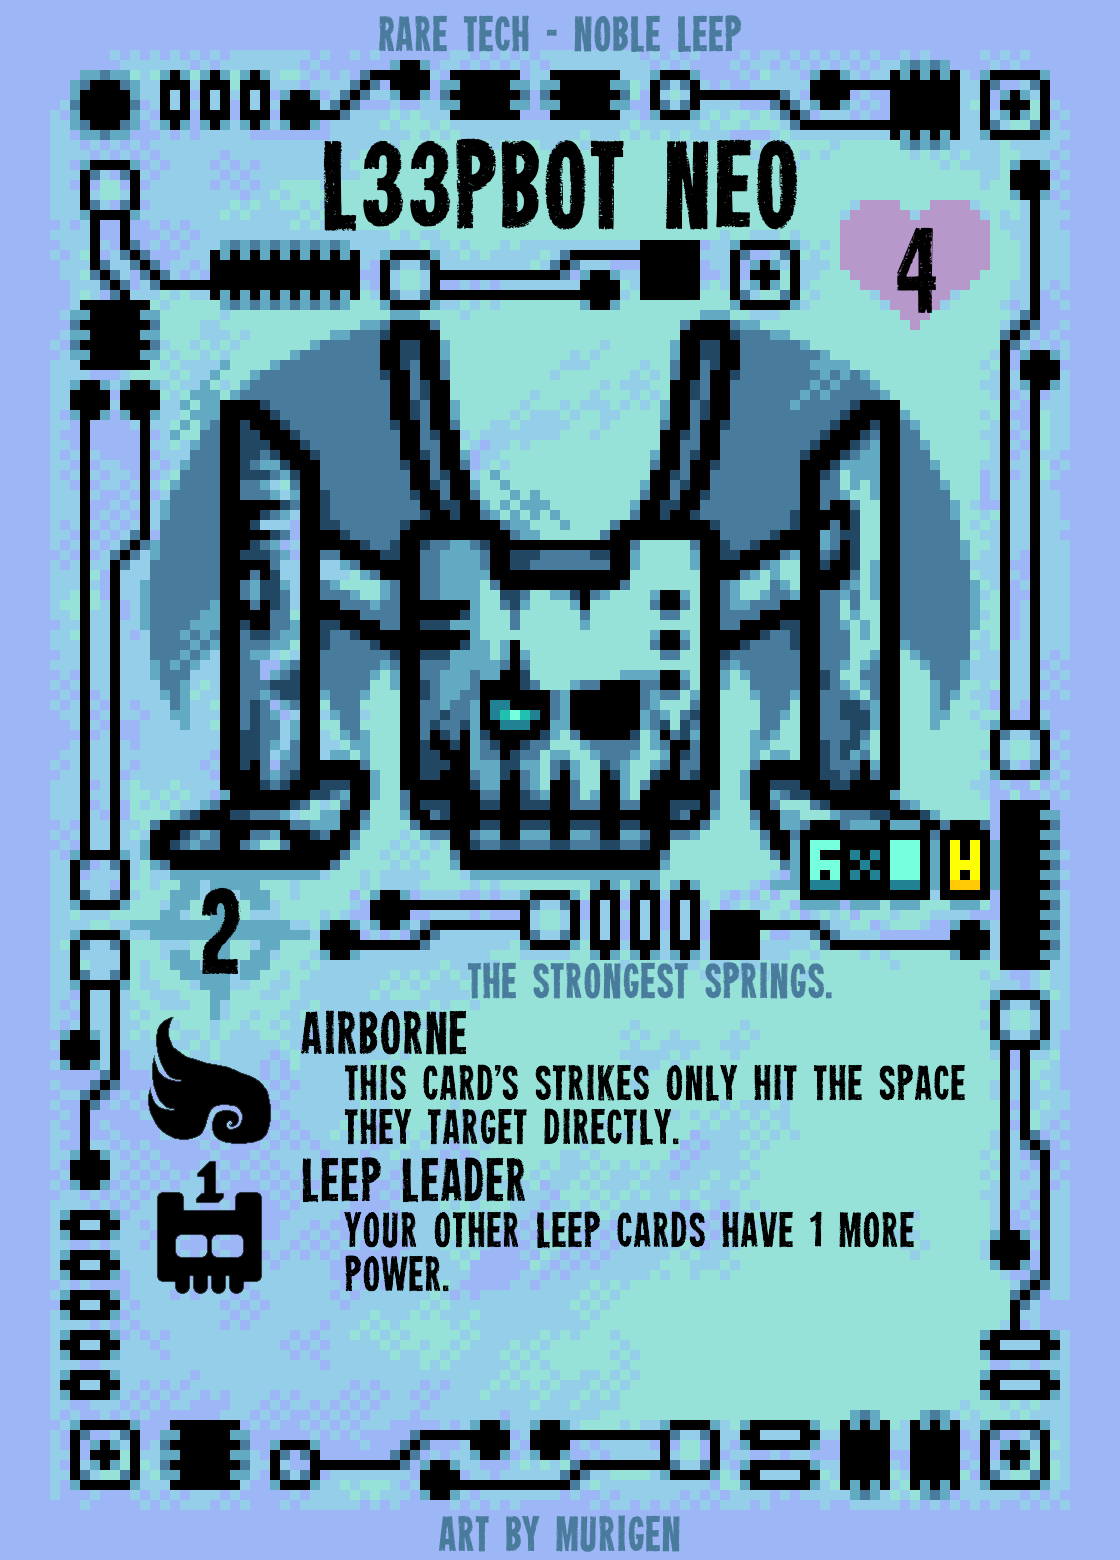 RARE TECH - NOBLE LEEP
L33PBOT NEO
4
6
2
THE STRONGEST SPRINGS.
AIRBORNE
THIS CARD'S STRIKES ONLY HIT THE SPACE
THEY TARGET DIRECTLY.
1
LEEP LEADER
YOUR OTHER LEEP CARDS HAVE 1 MORE
POWER.
ART BY MURIGEN